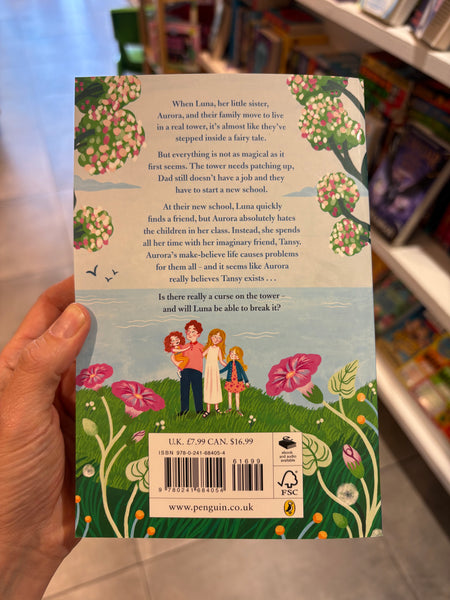 When Luna, her little sister,
Aurora, and their family move to live
in a real tower, it's almost like they've
stepped inside a fairy tale.
But everything is not as magical as it
first seems. The tower needs patching up,
Dad still doesn't have a job and they
have to start a new school.
At their new school, Luna quickly
finds a friend, but Aurora absolutely hates
the children in her class. Instead, she spends
all her time with her imaginary friend, Tansy.
Aurora's make-believe life causes problems
for them all – and it seems like Aurora
really believes Tansy exists . . .
Is there really a curse on the tower –
and will Luna be able to break it?
U.K. £7.99 CAN. $16.99
ISBN 978-0-241-68405-4
61699
9 780241 684054
ebook
and audio
available
FSC
www.penguin.co.uk